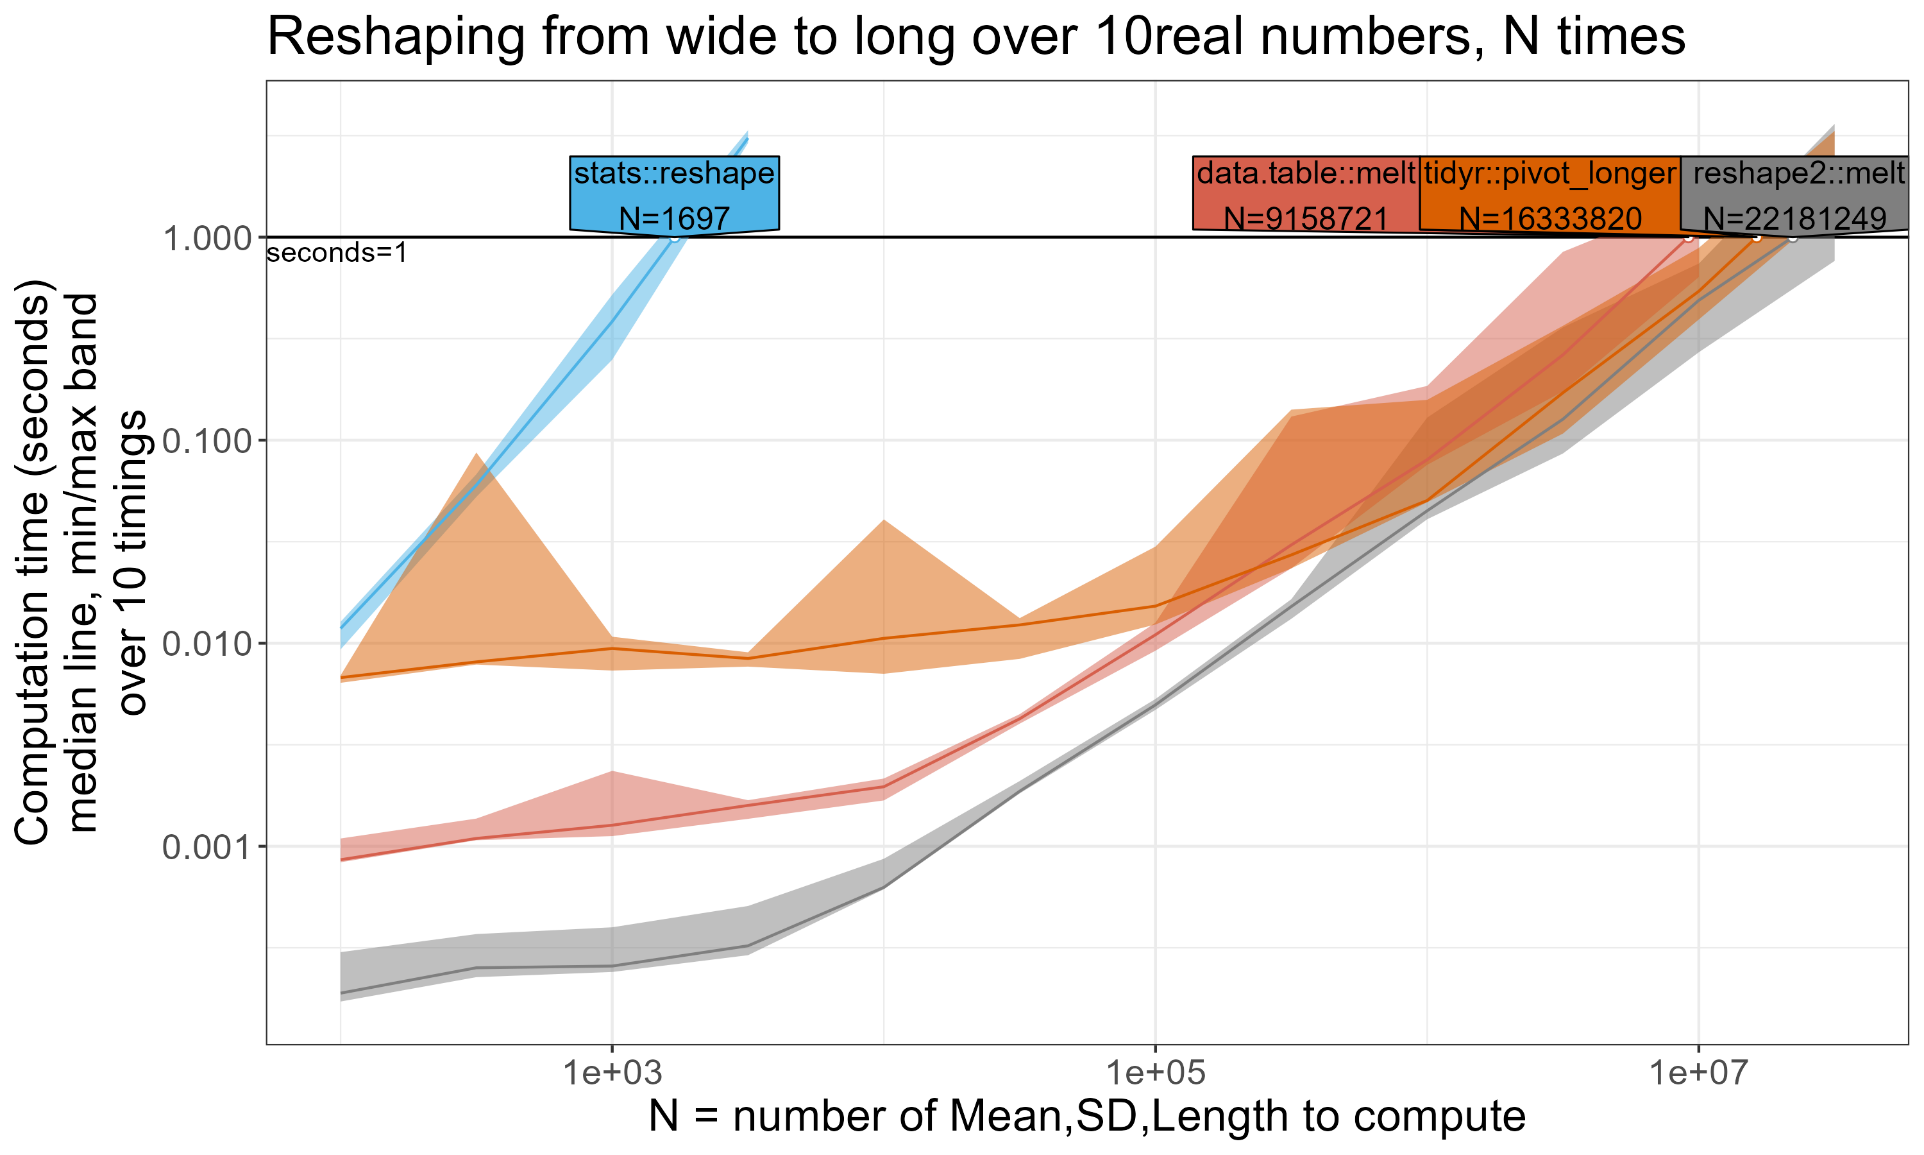 Reshaping from wide to long over 10real numbers, N times
stats::reshape
N=1697
data.table::melt
N=9158721
tidyr::pivot_longer
N=16333820
reshape2::melt
N=22181249
seconds=1
1.000
0.100
0.010
0.001
Computation time (seconds)
median line, min/max band
over 10 timings
1e+03
1e+05
1e+07
N = number of Mean,SD,Length to compute